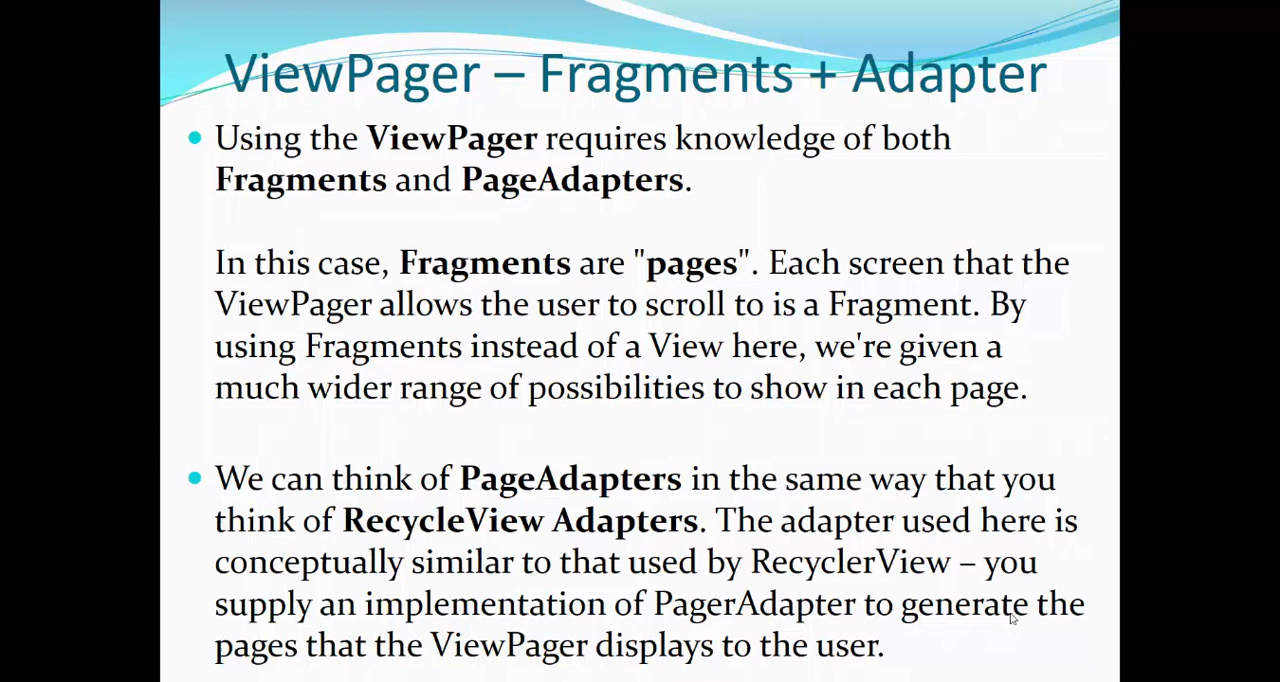 ViewPager – Fragments + Adapter
Using the ViewPager requires knowledge of both
Fragments and PageAdapters.
In this case, Fragments are "pages". Each screen that the
ViewPager allows the user to scroll to is a Fragment. By
using Fragments instead of a View here, we're given a
much wider range of possibilities to show in each page.
We can think of PageAdapters in the same way that you
think of RecycleView Adapters. The adapter used here is
conceptually similar to that used by RecyclerView – you
supply an implementation of PagerAdapter to generate the
pages that the ViewPager displays to the user.